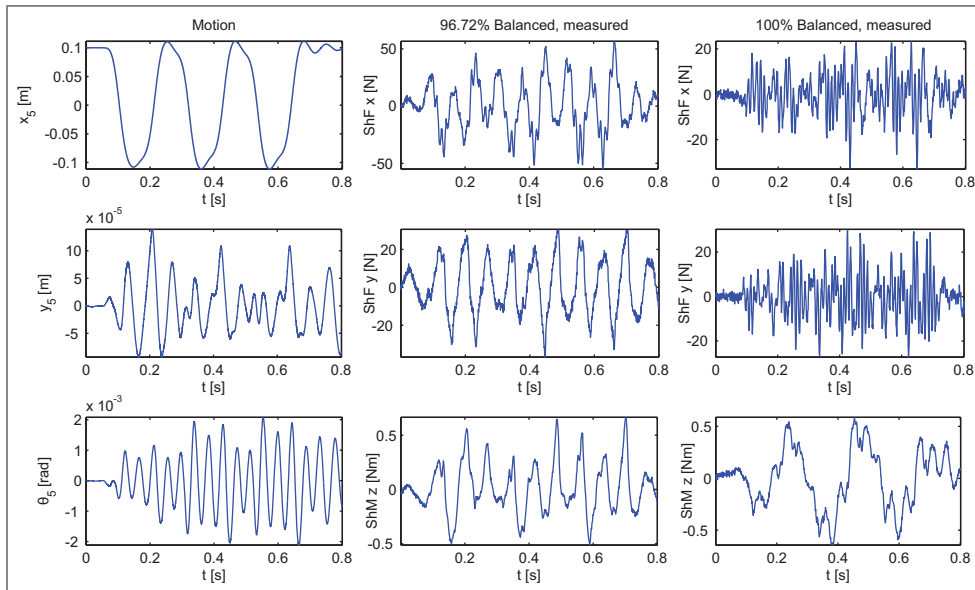 Motion
96.72% Balanced, measured
100% Balanced, measured
0.1
0.05
0
-0.05
-0.1
x5 [m]
0 0.2 0.4 0.6 0.8
t [s]
50
0
-50
ShF x [N]
0.2 0.4 0.6 0.8
t [s]
20
0
-20
ShF x [N]
0 0.2 0.4 0.6 0.8
t [s]
x 10^-5
10
5
0
-5
y5 [m]
0 0.2 0.4 0.6 0.8
t [s]
20
0
-20
ShF y [N]
0.2 0.4 0.6 0.8
t [s]
20
0
-20
ShF y [N]
0 0.2 0.4 0.6 0.8
t [s]
x 10^-3
2
1
0
-1
-2
θ5 [rad]
0 0.2 0.4 0.6 0.8
t [s]
0.5
0
-0.5
ShM z [Nm]
0.2 0.4 0.6 0.8
t [s]
0.5
0
-0.5
ShM z [Nm]
0 0.2 0.4 0.6 0.8
t [s]